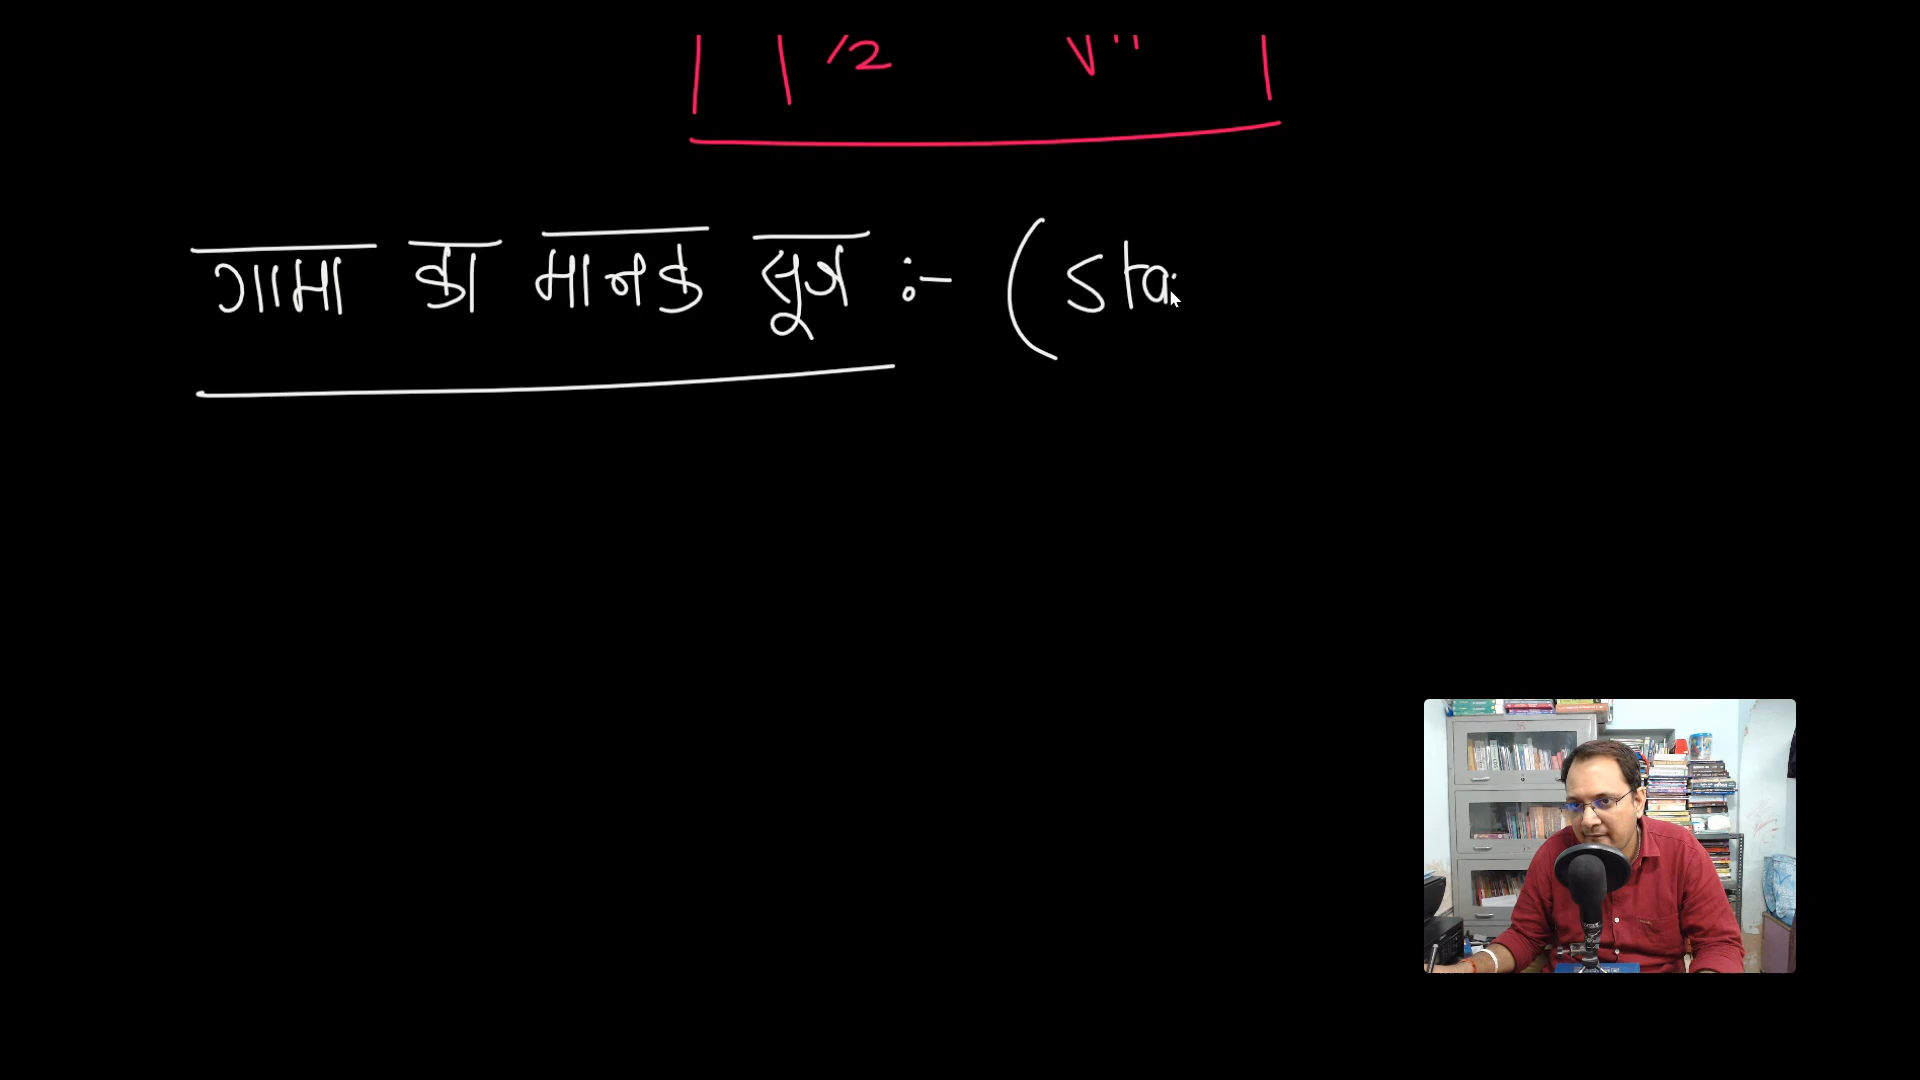 गामा का मानक सूत्र :- (Sta